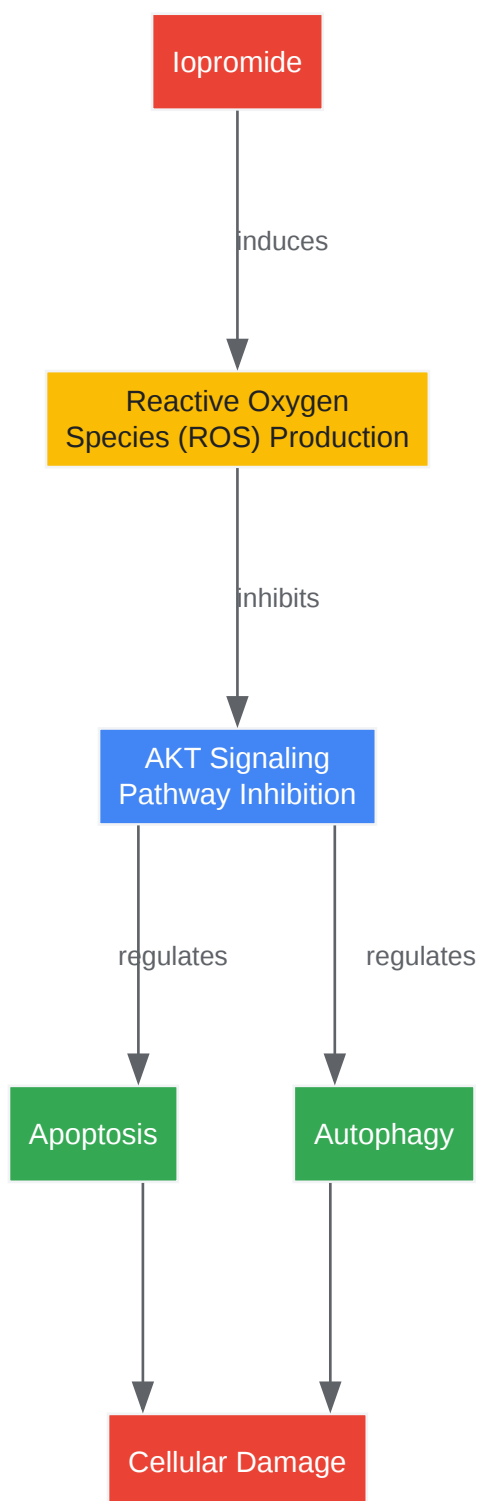 Iopromide
induces
Reactive Oxygen
Species (ROS) Production
inhibits
AKT Signaling
Pathway Inhibition
regulates
regulates
Apoptosis
Autophagy
Cellular Damage